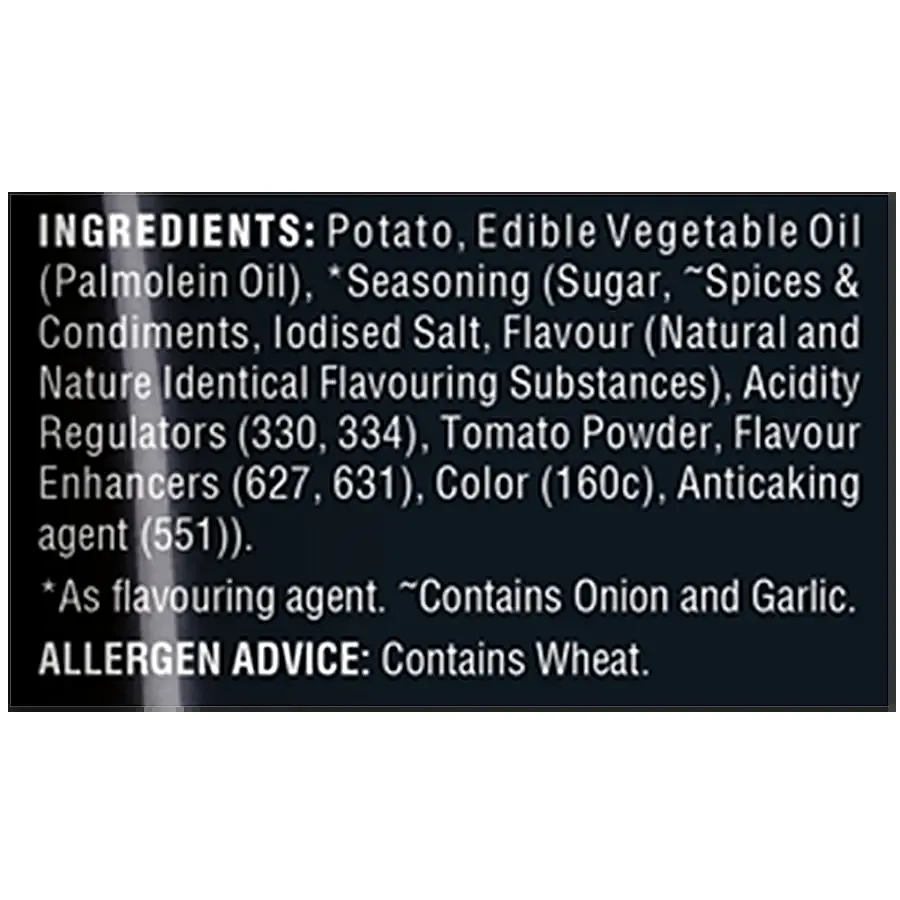 INGREDIENTS: Potato, Edible Vegetable Oil
(Palmolein Oil), *Seasoning (Sugar, ~Spices &
Condiments, Iodised Salt, Flavour (Natural and
Nature Identical Flavouring Substances), Acidity
Regulators (330, 334), Tomato Powder, Flavour
Enhancers (627, 631), Color (160c), Anticaking
agent (551)).
*As flavouring agent. ~Contains Onion and Garlic.
ALLERGEN ADVICE: Contains Wheat.